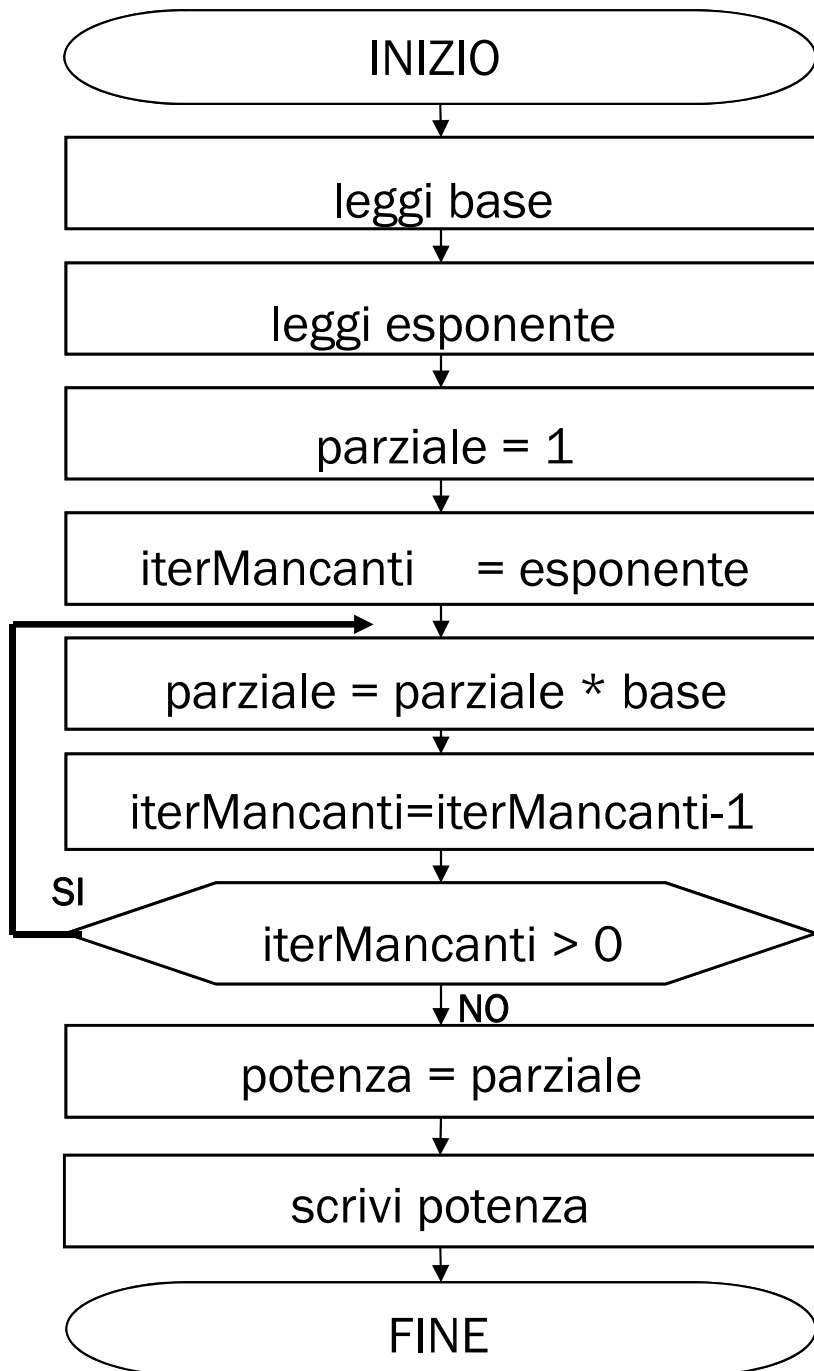 INIZIO
leggi base
leggi esponente
parziale = 1
iterMancanti = esponente
parziale = parziale * base
iterMancanti=iterMancanti-1
SI
iterMancanti > 0
NO
potenza = parziale
scrivi potenza
FINE